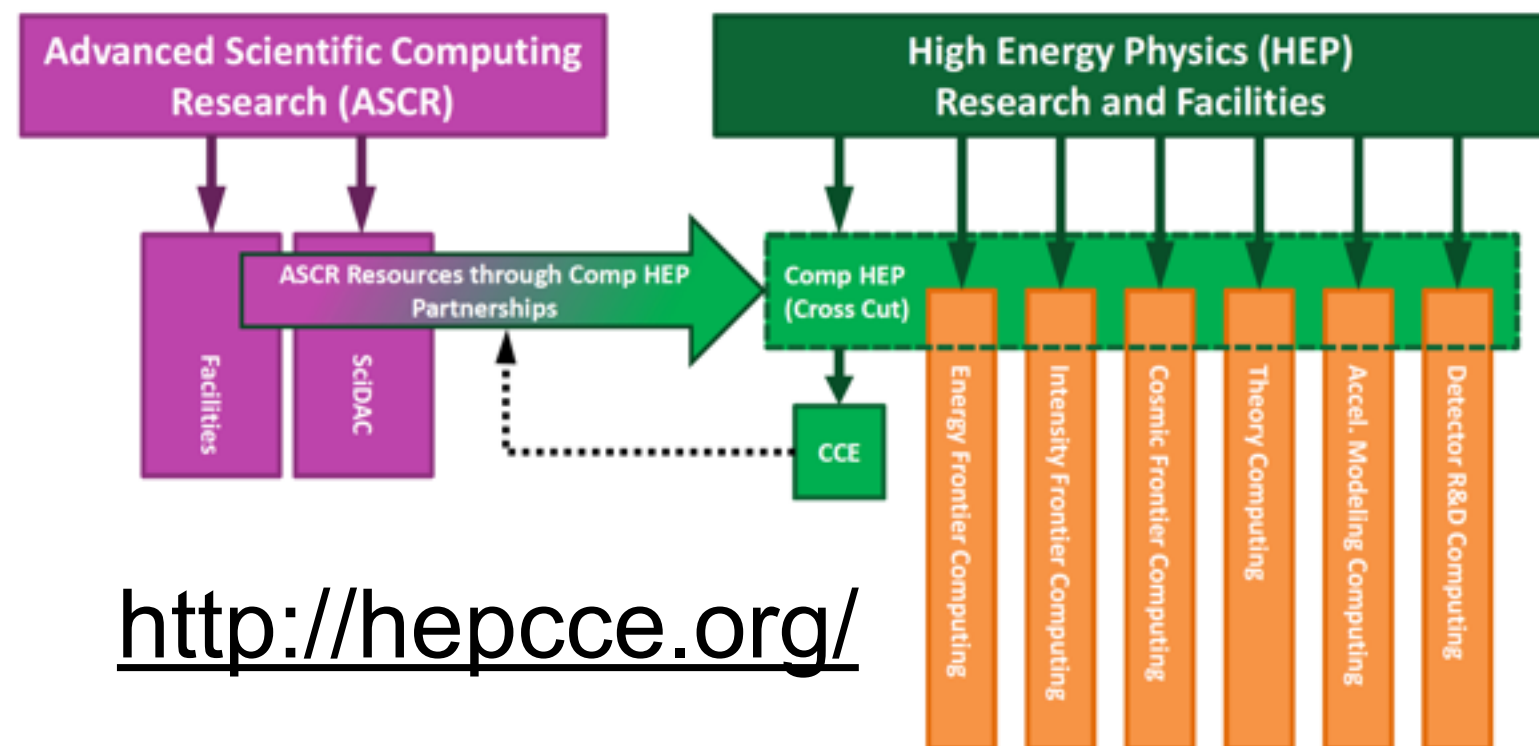 Advanced Scientific Computing
Research (ASCR)
High Energy Physics (HEP)
Research and Facilities
ASCR Resources through Comp HEP
Partnerships
Comp HEP
(Cross Cut)
Facilities
SciDAC
CCE
Energy Frontier Computing
Intensity Frontier Computing
Cosmic Frontier Computing
Theory Computing
Accel. Modeling Computing
Detector R&D Computing
http://hepcce.org/